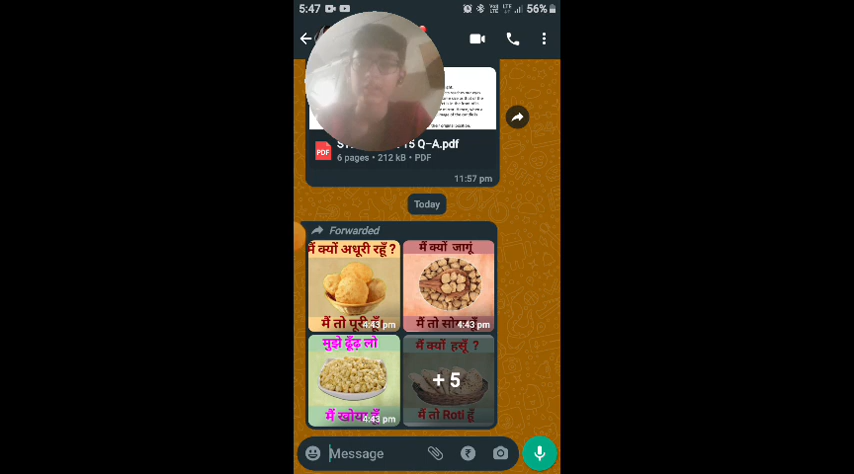 5:47
56%
15 Q-A.pdf
PDF
6 pages • 212 kB • PDF
11:57 pm
Today
Forwarded
मैं क्यों अधूरी रहूँ ?
मैं तो पूरी हूँ
4:43 pm
मैं क्यों जागूं
मैं तो सोया हूँ
4:43 pm
मुझे ढूँढ़ लो
मैं खोया हूँ
4:43 pm
मैं क्यों हसूँ ?
+ 5
मैं तो Roti हूँ
Message